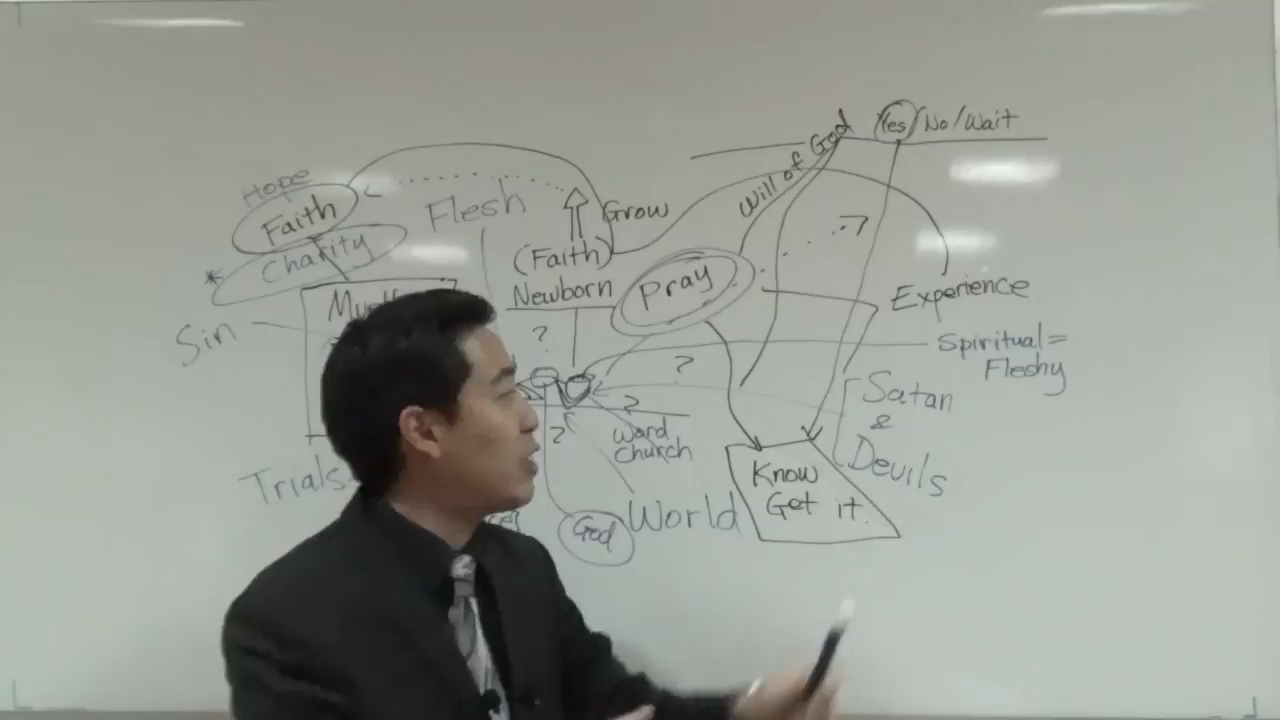 Yes/No/Wait
Will of God
Hope
Faith
Charity
*
Flesh
Grow
(Faith)
Newborn
Pray
?
Experience
Sin
?
?
Spiritual =
Fleshy
?
?
Word
Church
Satan
&
Devils
Trials
God
World
Know
Get it.